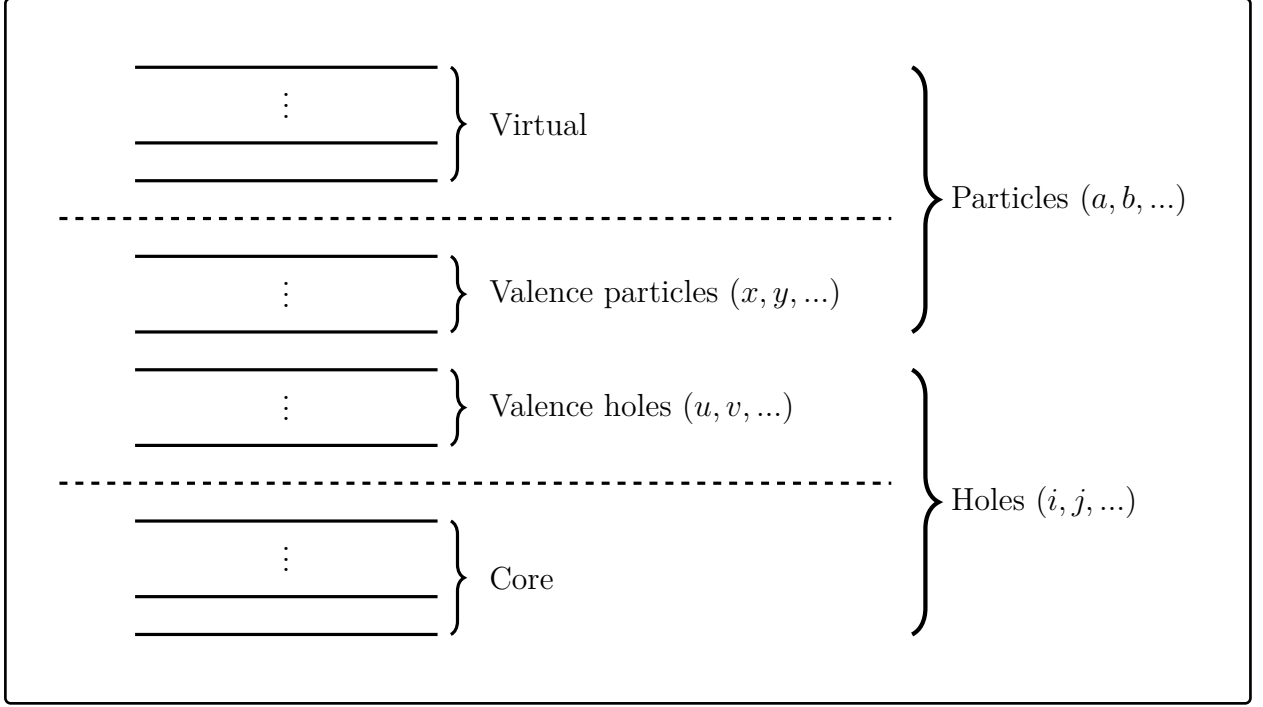 Virtual
Particles (a, b, ...)
Valence particles (x, y, ...)
Valence holes (u, v, ...)
Holes (i, j, ...)
Core